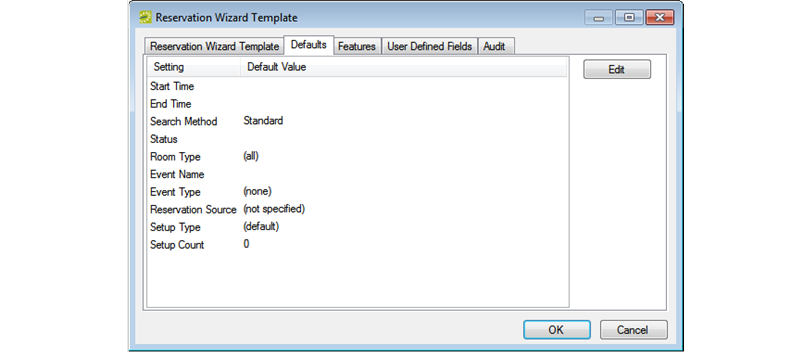 Reservation Wizard Template
Reservation Wizard Template Defaults Features User Defined Fields Audit
Setting Default Value
Edit
Start Time
End Time
Search Method Standard
Status
Room Type (all)
Event Name
Event Type (none)
Reservation Source (not specified)
Setup Type (default)
Setup Count 0
OK Cancel